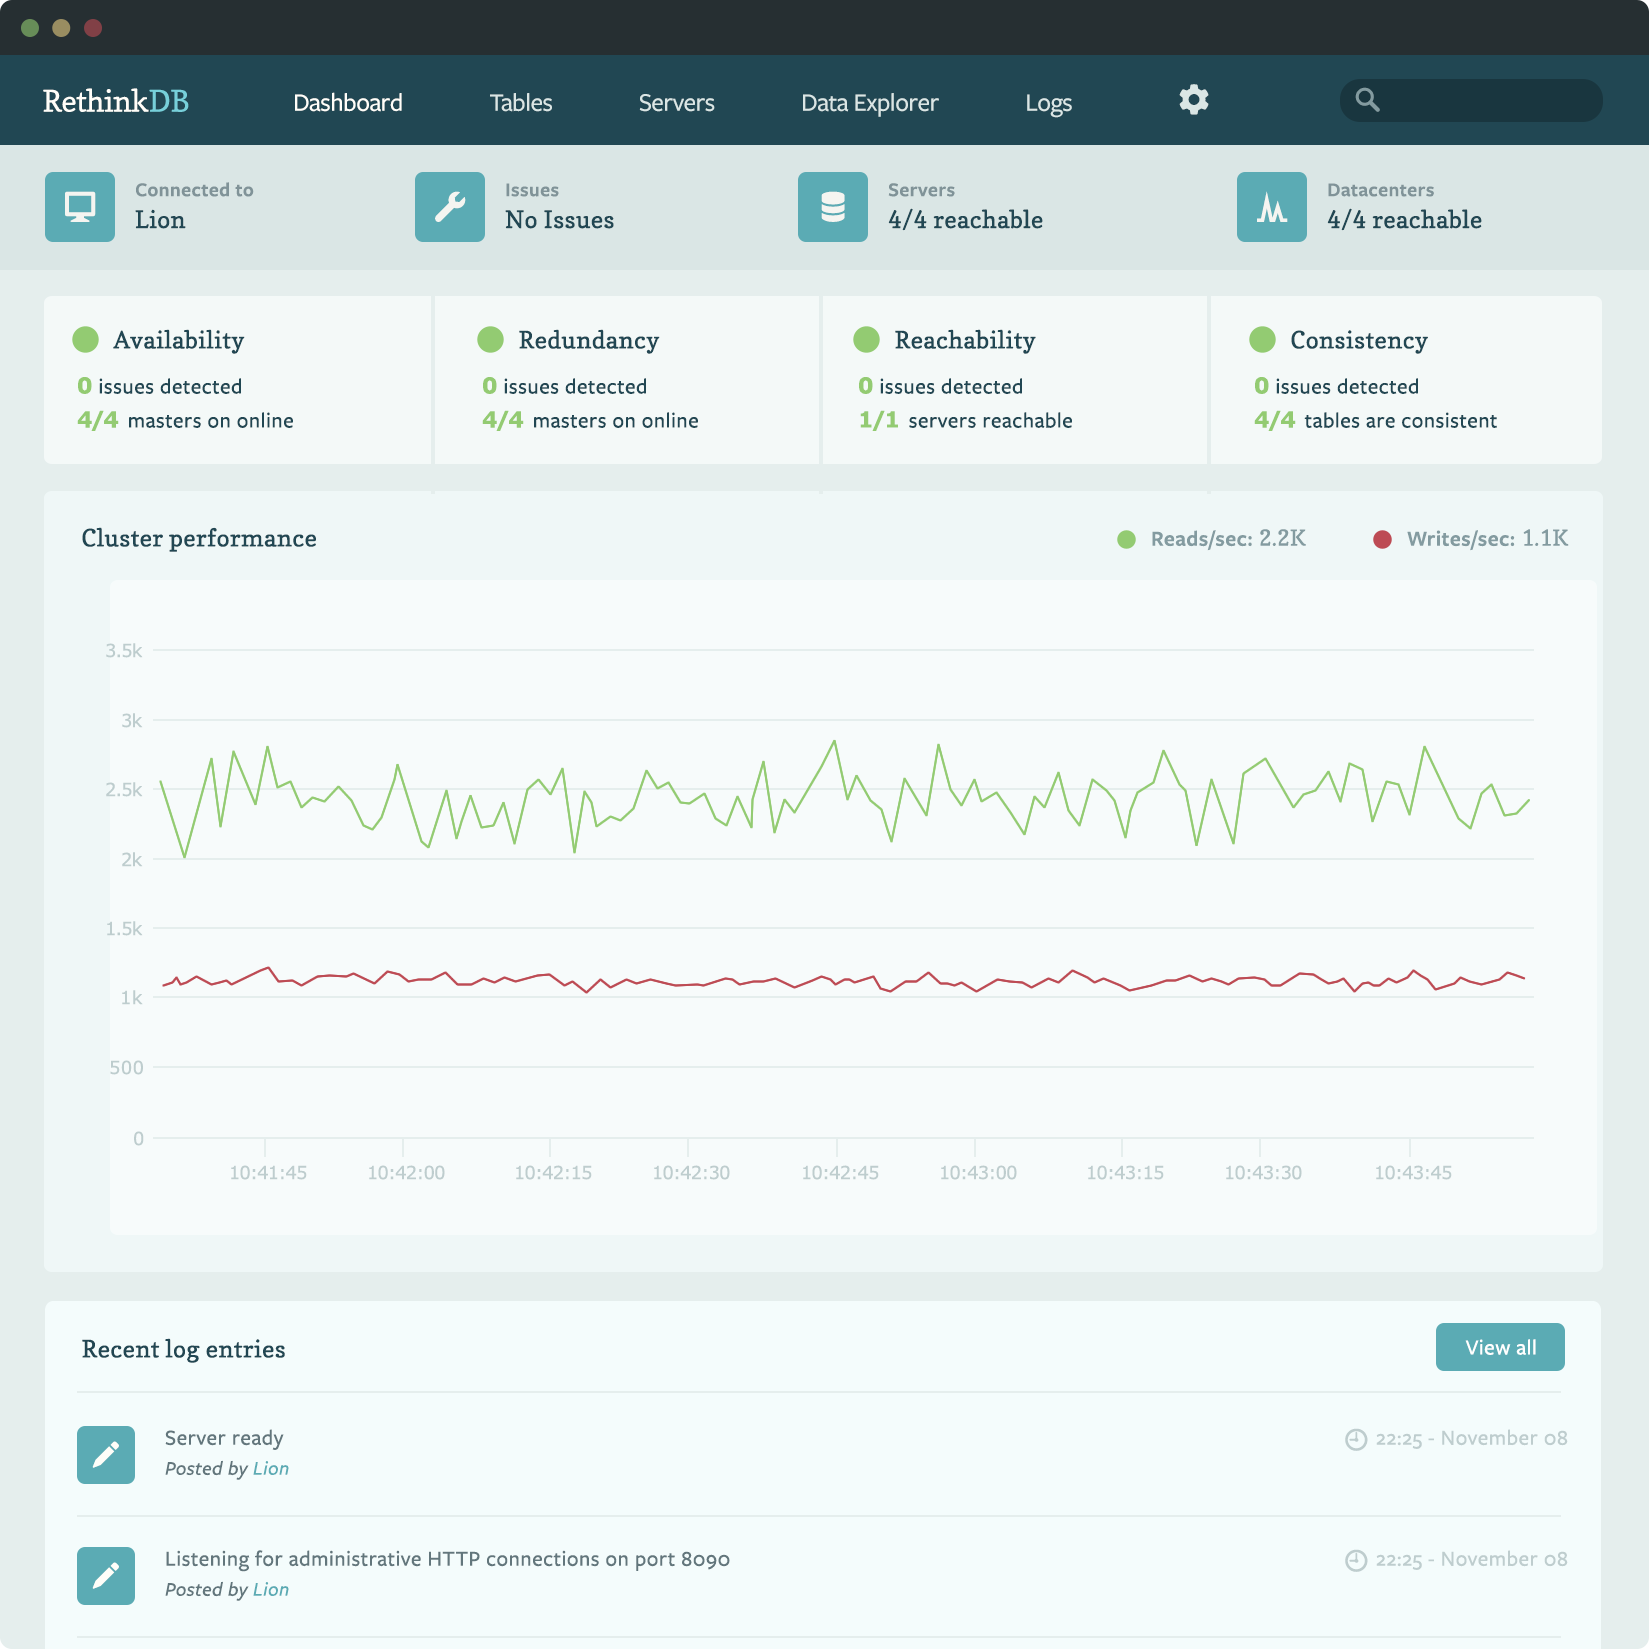 RethinkDB
Dashboard
Tables
Servers
Data Explorer
Logs
Connected to
Lion
Issues
No Issues
Servers
4/4 reachable
Datacenters
4/4 reachable
Availability
0 issues detected
4/4 masters on online
Redundancy
0 issues detected
4/4 masters on online
Reachability
0 issues detected
1/1 servers reachable
Consistency
0 issues detected
4/4 tables are consistent
Cluster performance
Reads/sec: 2.2K
Writes/sec: 1.1K
3.5k
3k
2.5k
2k
1.5k
1k
500
0
10:41:45
10:42:00
10:42:15
10:42:30
10:42:45
10:43:00
10:43:15
10:43:30
10:43:45
Recent log entries
View all
Server ready
Posted by Lion
22:25 - November 08
Listening for administrative HTTP connections on port 8090
Posted by Lion
22:25 - November 08